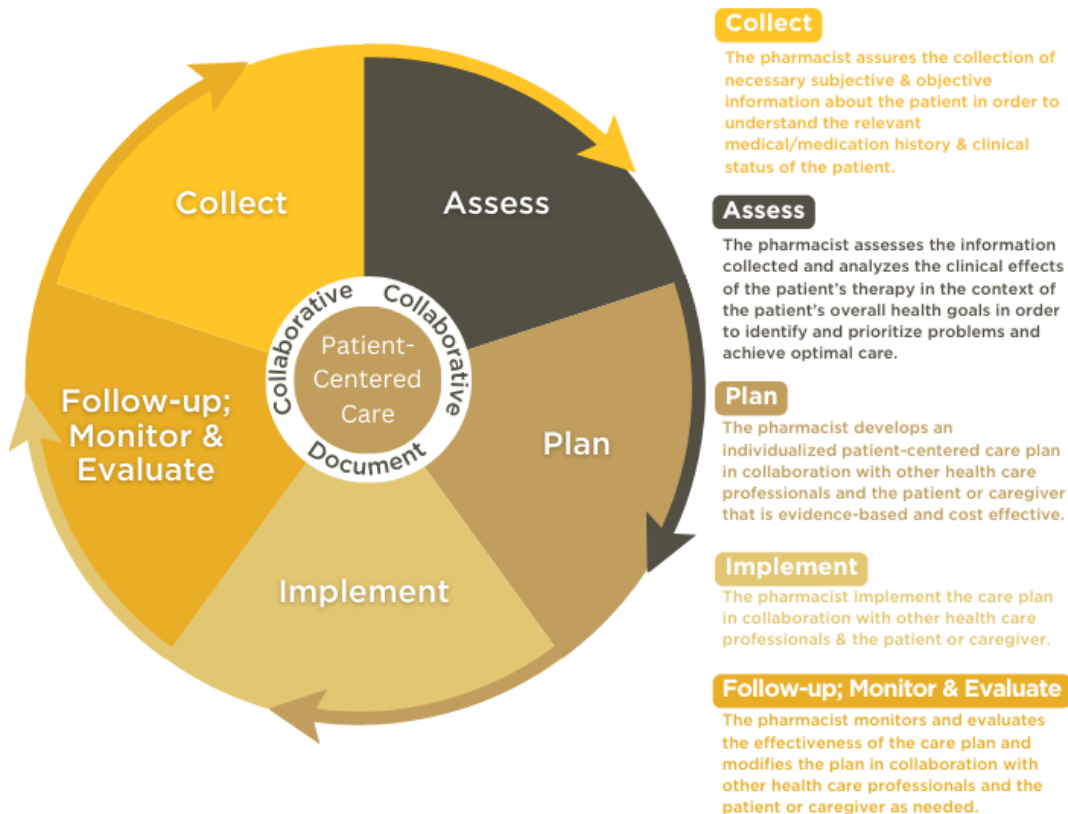 Collect
Assess
Plan
Implement
Follow-up;
Monitor &
Evaluate
Collaborative
Collaborative
Document
Patient-
Centered
Care
Collect
The pharmacist assures the collection of
necessary subjective & objective
information about the patient in order to
understand the relevant
medical/medication history & clinical
status of the patient.
Assess
The pharmacist assesses the information
collected and analyzes the clinical effects
of the patient's therapy in the context of
the patient's overall health goals in order
to identify and prioritize problems and
achieve optimal care.
Plan
The pharmacist develops an
individualized patient-centered care plan
in collaboration with other health care
professionals and the patient or caregiver
that is evidence-based and cost effective.
Implement
The pharmacist implement the care plan
in collaboration with other health care
professionals & the patient or caregiver.
Follow-up; Monitor & Evaluate
The pharmacist monitors and evaluates
the effectiveness of the care plan and
modifies the plan in collaboration with
other health care professionals and the
patient or caregiver as needed.